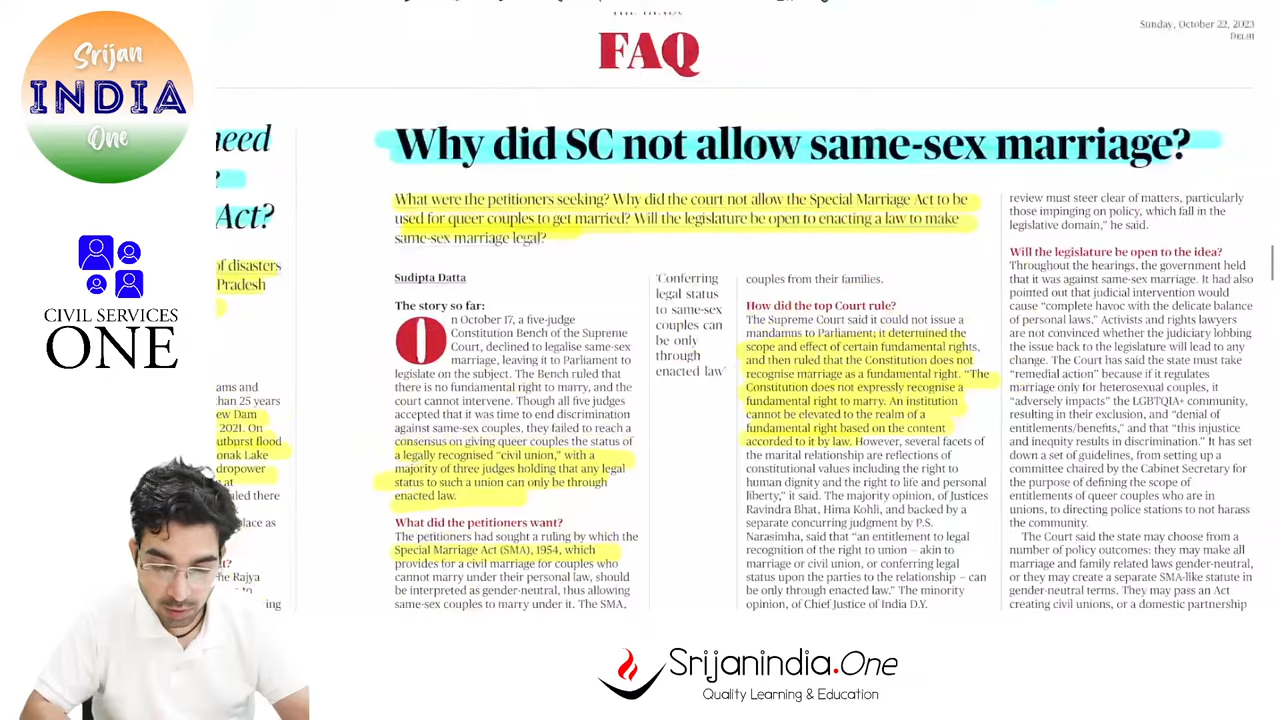 Srijan
INDIA
One
CIVIL SERVICES
ONE
FAQ
Sunday, October 22, 2023
DELHI
need
?
Act?
of disasters
Pradesh
ams and
han 25 years
ew Dam
2021. On
utburst flood
onak Lake
dropower
at
aled there
place as
t?
he Rajya
to
ing
Why did SC not allow same-sex marriage?
What were the petitioners seeking? Why did the court not allow the Special Marriage Act to be
used for queer couples to get married? Will the legislature be open to enacting a law to make
same-sex marriage legal?
Sudipta Datta
The story so far:
On October 17, a five-judge
Constitution Bench of the Supreme
Court, declined to legalise same-sex
marriage, leaving it to Parliament to
legislate on the subject. The Bench ruled that
there is no fundamental right to marry, and the
court cannot intervene. Though all five judges
accepted that it was time to end discrimination
against same-sex couples, they failed to reach a
consensus on giving queer couples the status of
a legally recognised “civil union,” with a
majority of three judges holding that any legal
status to such a union can only be through
enacted law.
What did the petitioners want?
The petitioners had sought a ruling by which the
Special Marriage Act (SMA), 1954, which
provides for a civil marriage for couples who
cannot marry under their personal law, should
be interpreted as gender-neutral, thus allowing
same-sex couples to marry under it. The SMA,
‘Conferring
legal status
to same-sex
couples can
be only
through
enacted law’
couples from their families.
How did the top Court rule?
The Supreme Court said it could not issue a
mandamus to Parliament; it determined the
scope and effect of certain fundamental rights,
and then ruled that the Constitution does not
recognise marriage as a fundamental right. “The
Constitution does not expressly recognise a
fundamental right to marry. An institution
cannot be elevated to the realm of a
fundamental right based on the content
accorded to it by law. However, several facets of
the marital relationship are reflections of
constitutional values including the right to
human dignity and the right to life and personal
liberty,” it said. The majority opinion, of Justices
Ravindra Bhat, Hima Kohli, and backed by a
separate concurring judgment by P.S.
Narasimha, said that “an entitlement to legal
recognition of the right to union – akin to
marriage or civil union, or conferring legal
status upon the parties to the relationship – can
be only through enacted law.” The minority
opinion, of Chief Justice of India D.Y.
review must steer clear of matters, particularly
those impinging on policy, which fall in the
legislative domain,” he said.
Will the legislature be open to the idea?
Throughout the hearings, the government held
that it was against same-sex marriage. It had also
pointed out that judicial intervention would
cause “complete havoc with the delicate balance
of personal laws.” Activists and rights lawyers
are not convinced whether the judiciary lobbing
the issue back to the legislature will lead to any
change. The Court has said the state must take
“remedial action” because if it regulates
marriage only for heterosexual couples, it
“adversely impacts” the LGBTQIA+ community,
resulting in their exclusion, and “denial of
entitlements/benefits,” and that “this injustice
and inequity results in discrimination.” It has set
down a set of guidelines, from setting up a
committee chaired by the Cabinet Secretary for
the purpose of defining the scope of
entitlements of queer couples who are in
unions, to directing police stations to not harass
the community.
The Court said the state may choose from a
number of policy outcomes: they may make all
marriage and family related laws gender-neutral,
or they may create a separate SMA-like statute in
gender-neutral terms. They may pass an Act
creating civil unions, or a domestic partnership
Srijanindia.One
Quality Learning & Education